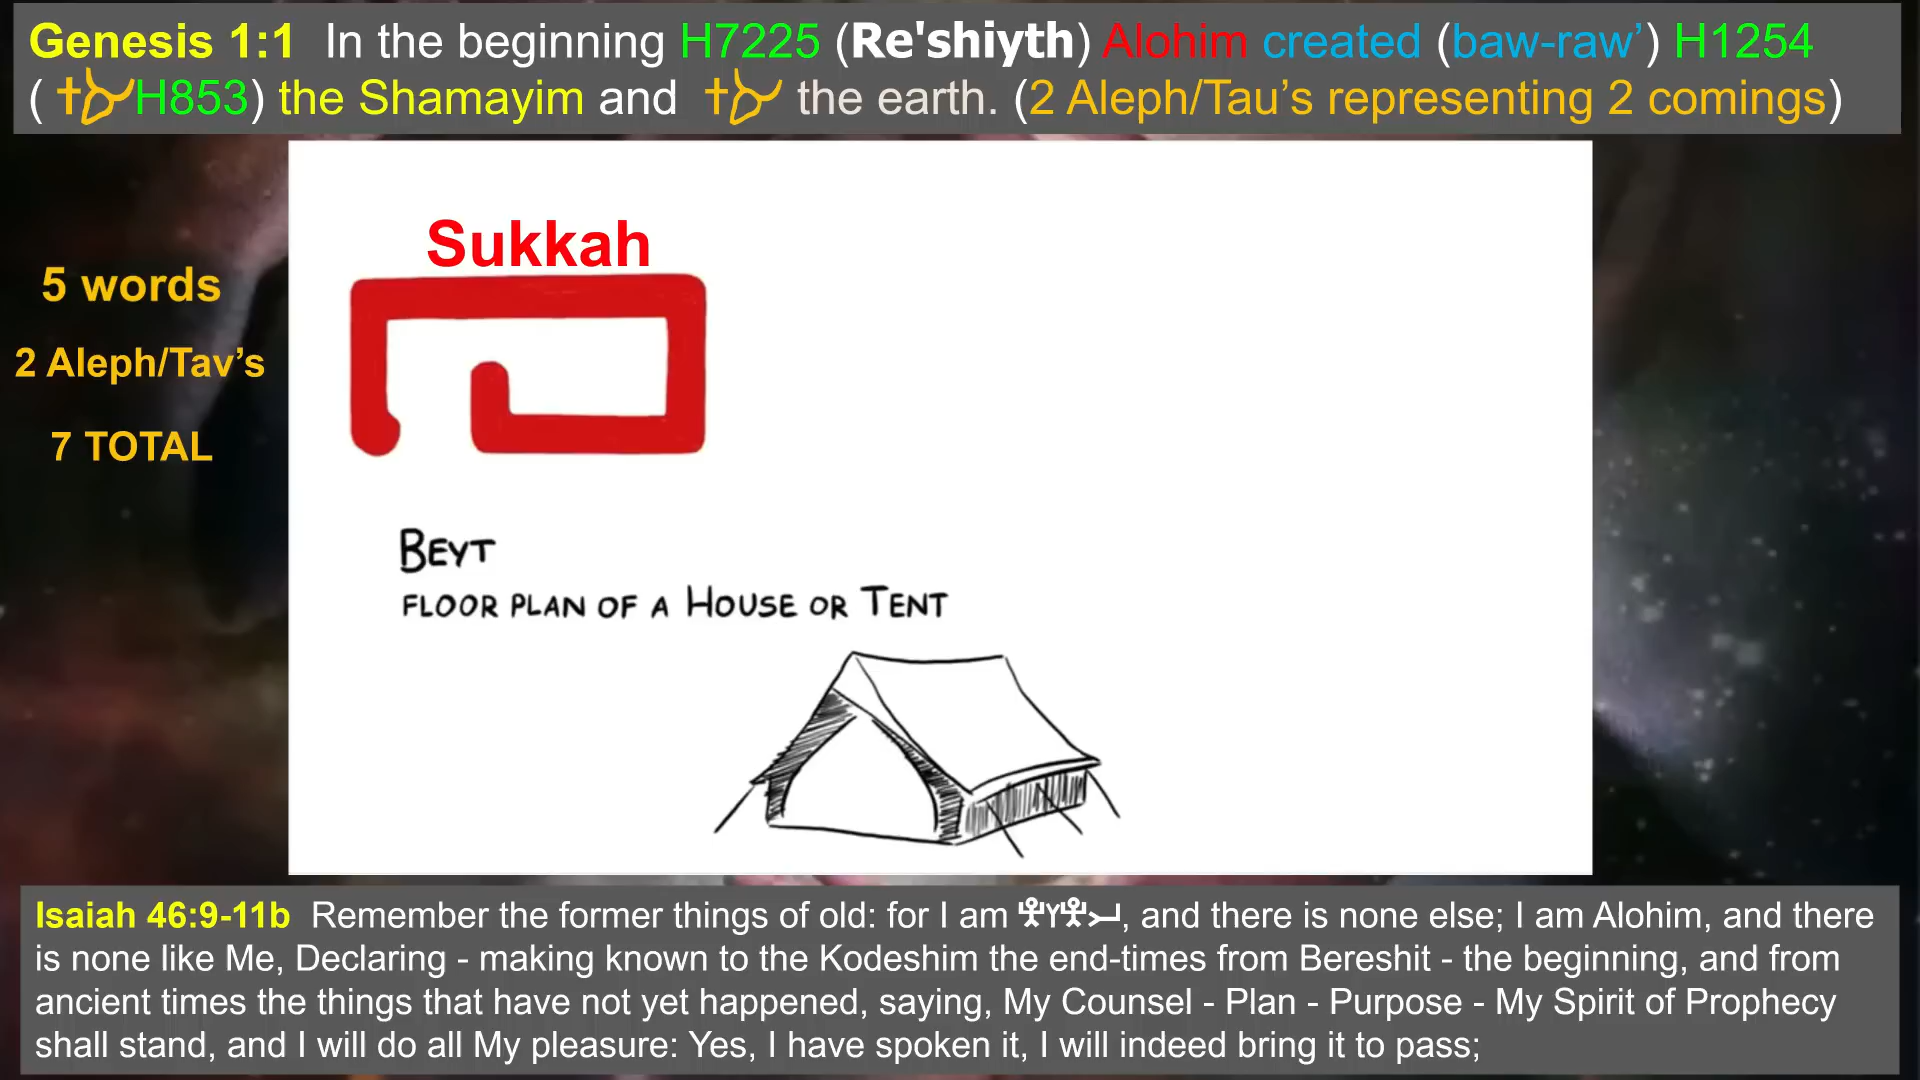 Genesis 1:1 In the beginning H7225 (Re'shiyth) Alohim created (baw-raw’) H1254
( 𐤕𐤀H853) the Shamayim and 𐤕𐤀 the earth. (2 Aleph/Tau’s representing 2 comings)
5 words
2 Aleph/Tav’s
7 TOTAL
Sukkah
BEYT
FLOOR PLAN OF A HOUSE OR TENT
Isaiah 46:9-11b Remember the former things of old: for I am 𐤄𐤅𐤄𐤉, and there is none else; I am Alohim, and there
is none like Me, Declaring - making known to the Kodeshim the end-times from Bereshit - the beginning, and from
ancient times the things that have not yet happened, saying, My Counsel - Plan - Purpose - My Spirit of Prophecy
shall stand, and I will do all My pleasure: Yes, I have spoken it, I will indeed bring it to pass;